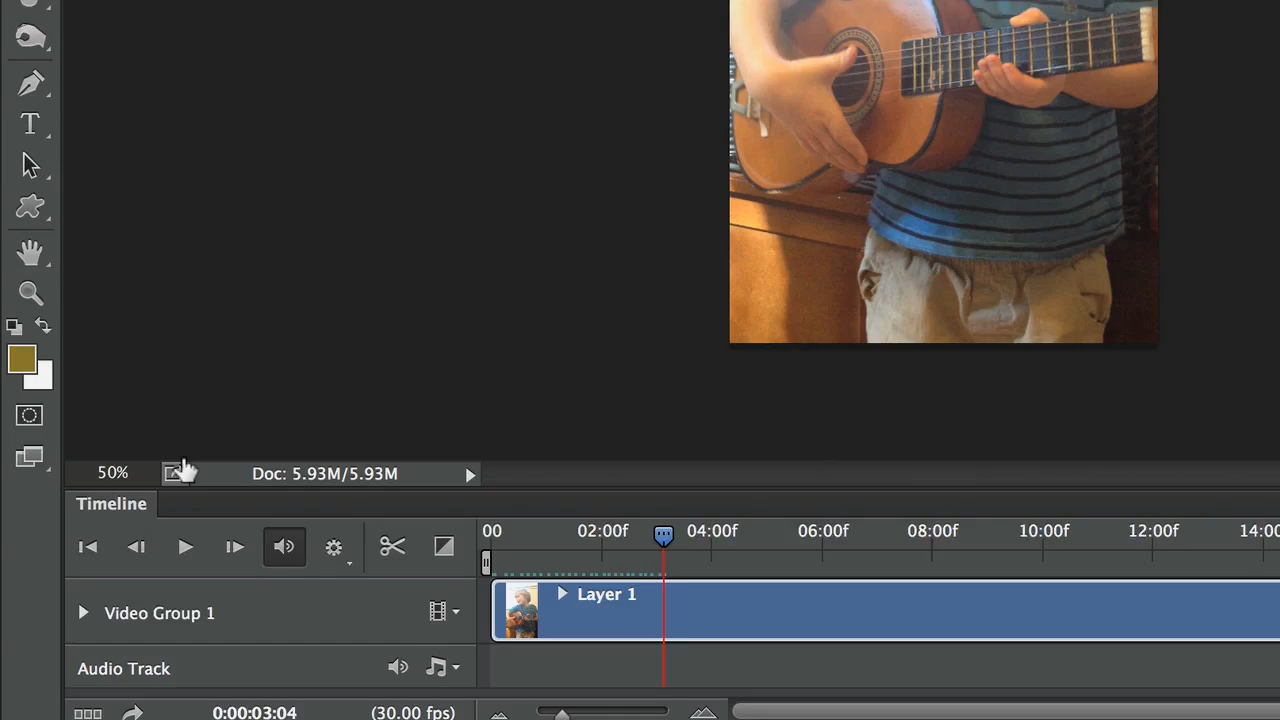 T
50%
Doc: 5.93M/5.93M
Timeline
00 02:00f 04:00f 06:00f 08:00f 10:00f 12:00f 14:00
Video Group 1
Layer 1
Audio Track
0:00:03:04 (30.00 fps)